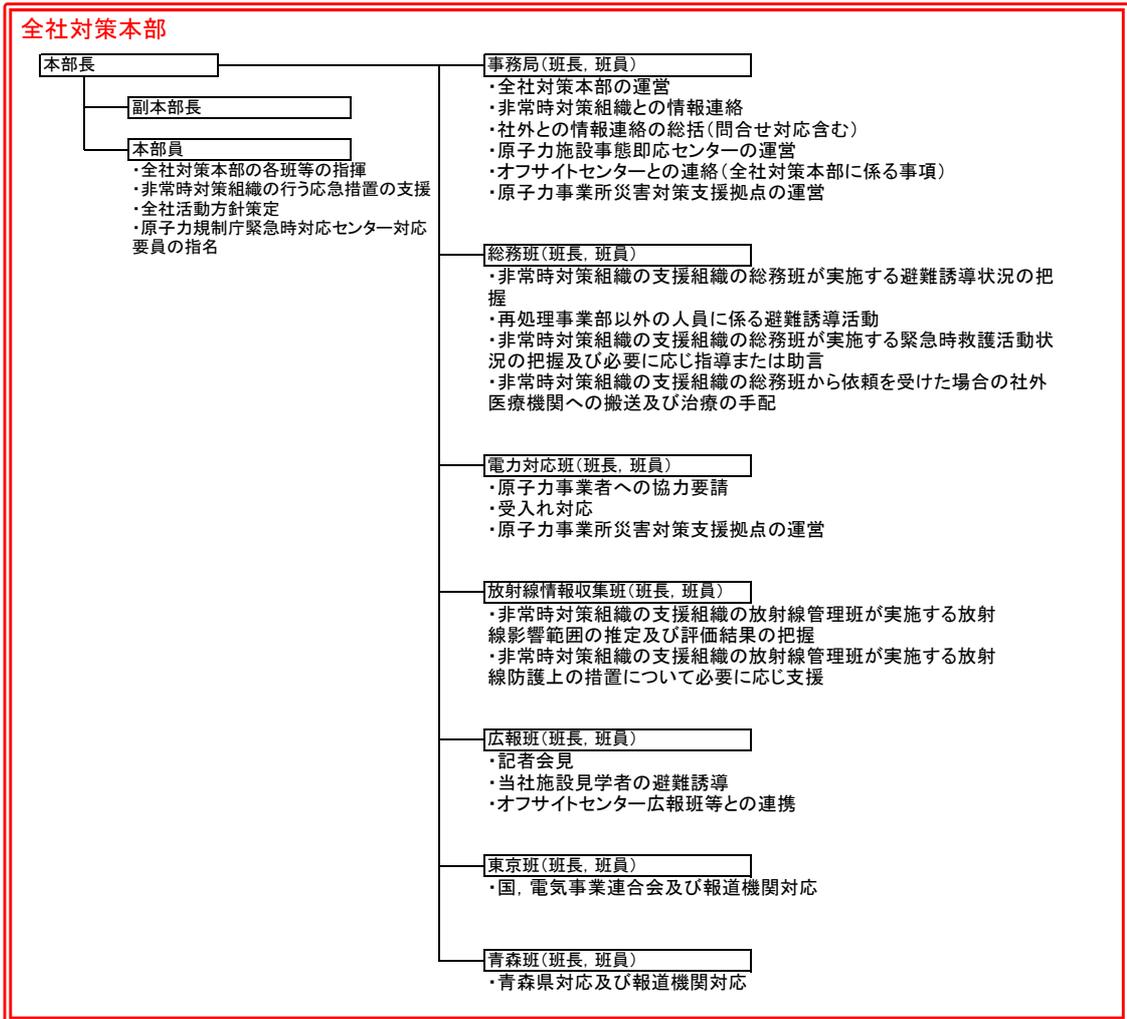 全社対策本部
本部長
副本部長
本部員
・全社対策本部の各班等の指揮
・非常時対策組織の行う応急措置の支援
・全社活動方針策定
・原子力規制庁緊急時対応センター対応
要員の指名
事務局(班長, 班員)
・全社対策本部の運営
・非常時対策組織との情報連絡
・社外との情報連絡の総括(問合せ対応含む)
・原子力施設事態即応センターの運営
・オフサイトセンターとの連絡(全社対策本部に係る事項)
・原子力事業所災害対策支援拠点の運営
総務班(班長, 班員)
・非常時対策組織の支援組織の総務班が実施する避難誘導状況の把
握
・再処理事業部以外の人員に係る避難誘導活動
・非常時対策組織の支援組織の総務班が実施する緊急時救護活動状
況の把握及び必要に応じ指導または助言
・非常時対策組織の支援組織の総務班から依頼を受けた場合の社外
医療機関への搬送及び治療の手配
電力対応班(班長, 班員)
・原子力事業者への協力要請
・受入れ対応
・原子力事業所災害対策支援拠点の運営
放射線情報収集班(班長, 班員)
・非常時対策組織の支援組織の放射線管理班が実施する放射
線影響範囲の推定及び評価結果の把握
・非常時対策組織の支援組織の放射線管理班が実施する放射
線防護上の措置について必要に応じ支援
広報班(班長, 班員)
・記者会見
・当社施設見学者の避難誘導
・オフサイトセンター広報班等との連携
東京班(班長, 班員)
・国, 電気事業連合会及び報道機関対応
青森班(班長, 班員)
・青森県対応及び報道機関対応